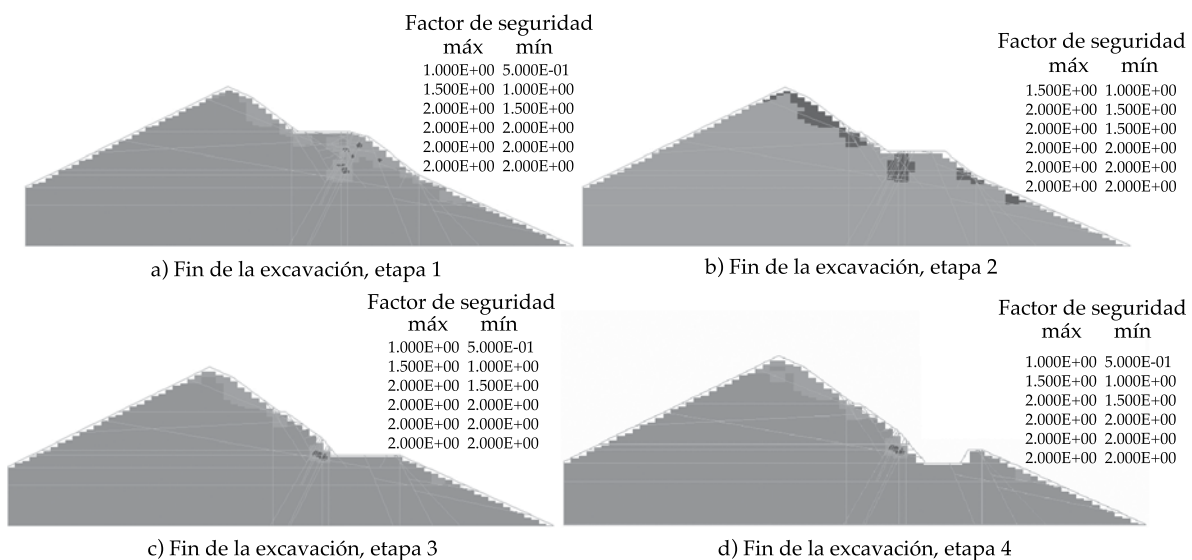 Factor de seguridad
máx mín
1.000E+00 5.000E-01
1.500E+00 1.000E+00
2.000E+00 1.500E+00
2.000E+00 2.000E+00
2.000E+00 2.000E+00
2.000E+00 2.000E+00
a) Fin de la excavación, etapa 1
Factor de seguridad
máx mín
1.500E+00 1.000E+00
2.000E+00 1.500E+00
2.000E+00 1.500E+00
2.000E+00 2.000E+00
2.000E+00 2.000E+00
2.000E+00 2.000E+00
b) Fin de la excavación, etapa 2
Factor de seguridad
máx mín
1.000E+00 5.000E-01
1.500E+00 1.000E+00
2.000E+00 1.500E+00
2.000E+00 2.000E+00
2.000E+00 2.000E+00
2.000E+00 2.000E+00
c) Fin de la excavación, etapa 3
Factor de seguridad
máx mín
1.000E+00 5.000E-01
1.500E+00 1.000E+00
2.000E+00 1.500E+00
2.000E+00 2.000E+00
2.000E+00 2.000E+00
2.000E+00 2.000E+00
d) Fin de la excavación, etapa 4